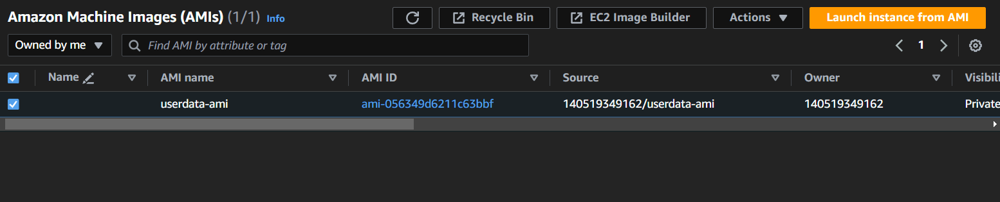 Amazon Machine Images (AMIs) (1/1) Info Recycle Bin EC2 Image Builder Actions Launch instance from AMI
Owned by me Find AMI by attribute or tag 1
Name AMI name AMI ID Source Owner Visibili
userdata-ami ami-056349d6211c63bbf 140519349162/userdata-ami 140519349162 Private